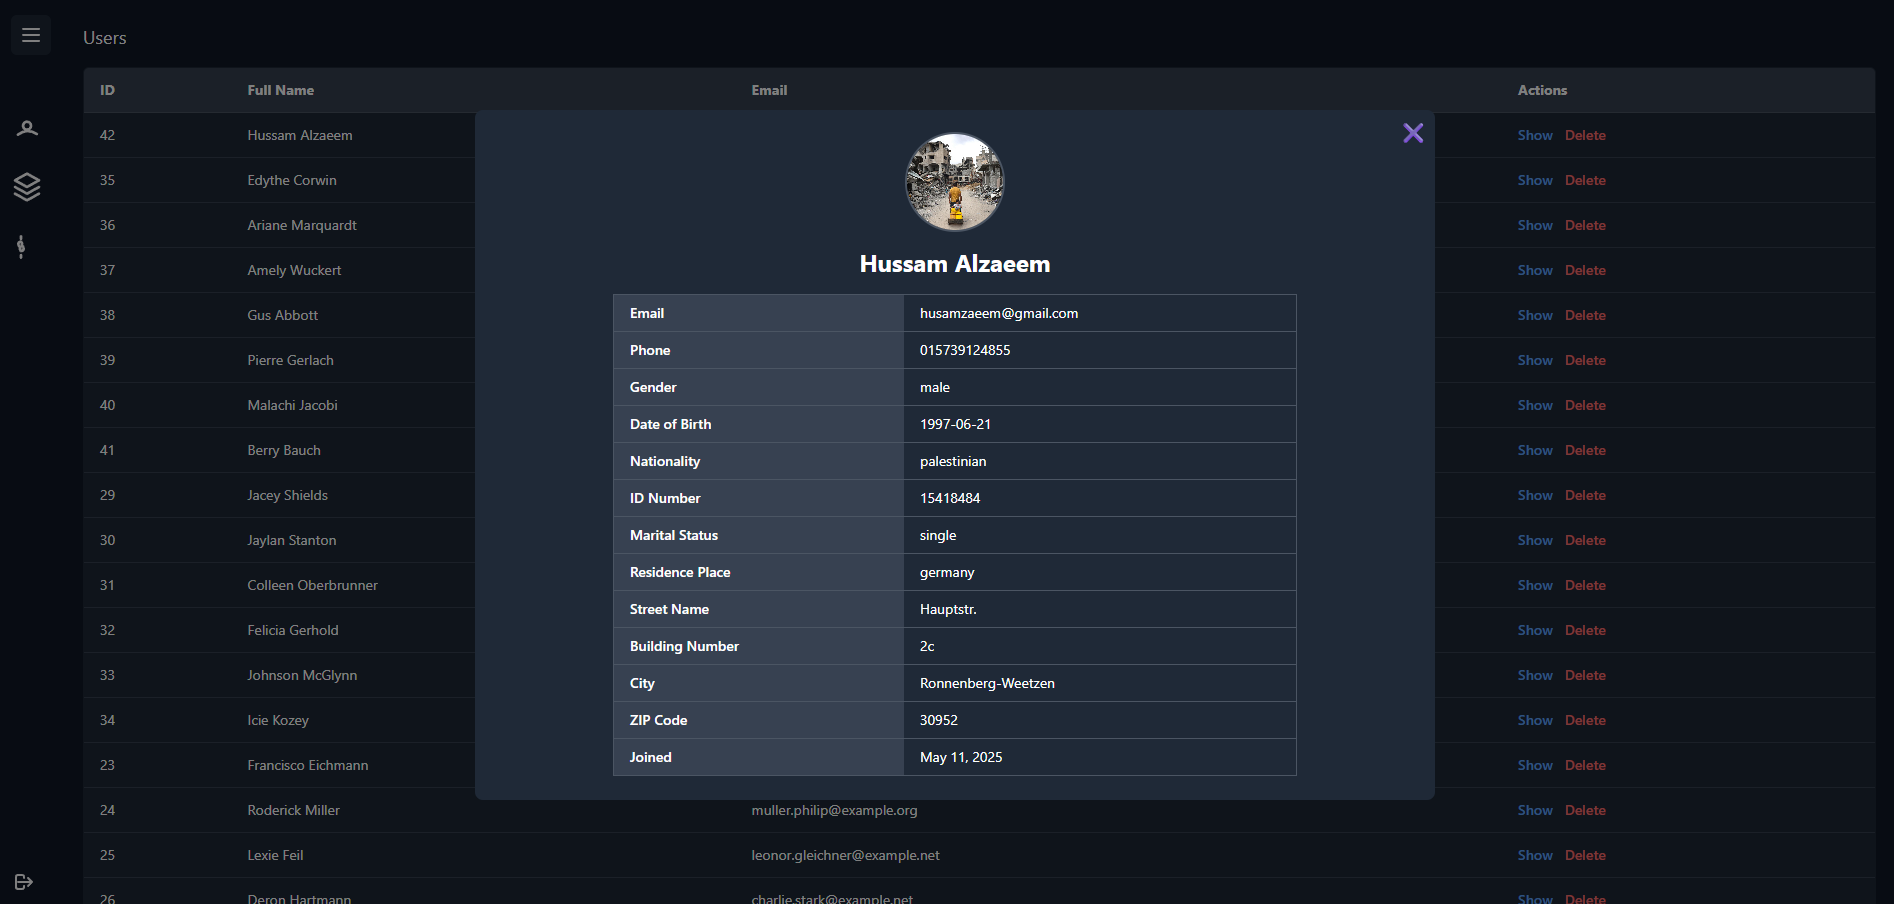 Users
ID Full Name Email Actions
42 Hussam Alzaeem Show Delete
35 Edythe Corwin Show Delete
36 Ariane Marquardt Show Delete
37 Amely Wuckert Show Delete
38 Gus Abbott Show Delete
39 Pierre Gerlach Show Delete
40 Malachi Jacobi Show Delete
41 Berry Bauch Show Delete
29 Jacey Shields Show Delete
30 Jaylan Stanton Show Delete
31 Colleen Oberbrunner Show Delete
32 Felicia Gerhold Show Delete
33 Johnson McGlynn Show Delete
34 Icie Kozey Show Delete
23 Francisco Eichmann Show Delete
24 Roderick Miller muller.philip@example.org Show Delete
25 Lexie Feil leonor.gleichner@example.net Show Delete
26 Deron Hartmann charlie.stark@example.net Show Delete
Hussam Alzaeem
Email husamzaeem@gmail.com
Phone 015739124855
Gender male
Date of Birth 1997-06-21
Nationality palestinian
ID Number 15418484
Marital Status single
Residence Place germany
Street Name Hauptstr.
Building Number 2c
City Ronnenberg-Weetzen
ZIP Code 30952
Joined May 11, 2025